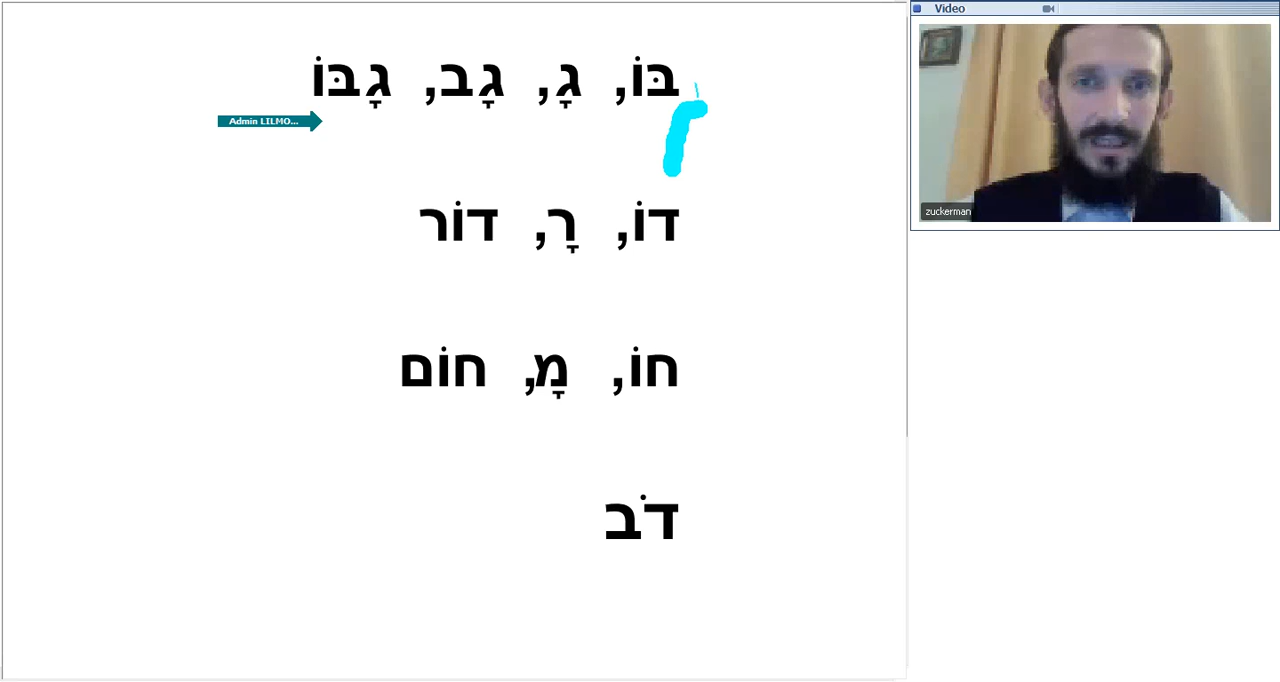 בּוֹ, גָ, גָב, גָבּוֹ
Admin LILMO...
דוֹ, רָ, דוֹר
חוֹ, מָ, חוֹם
דֹב
Video
zuckerman